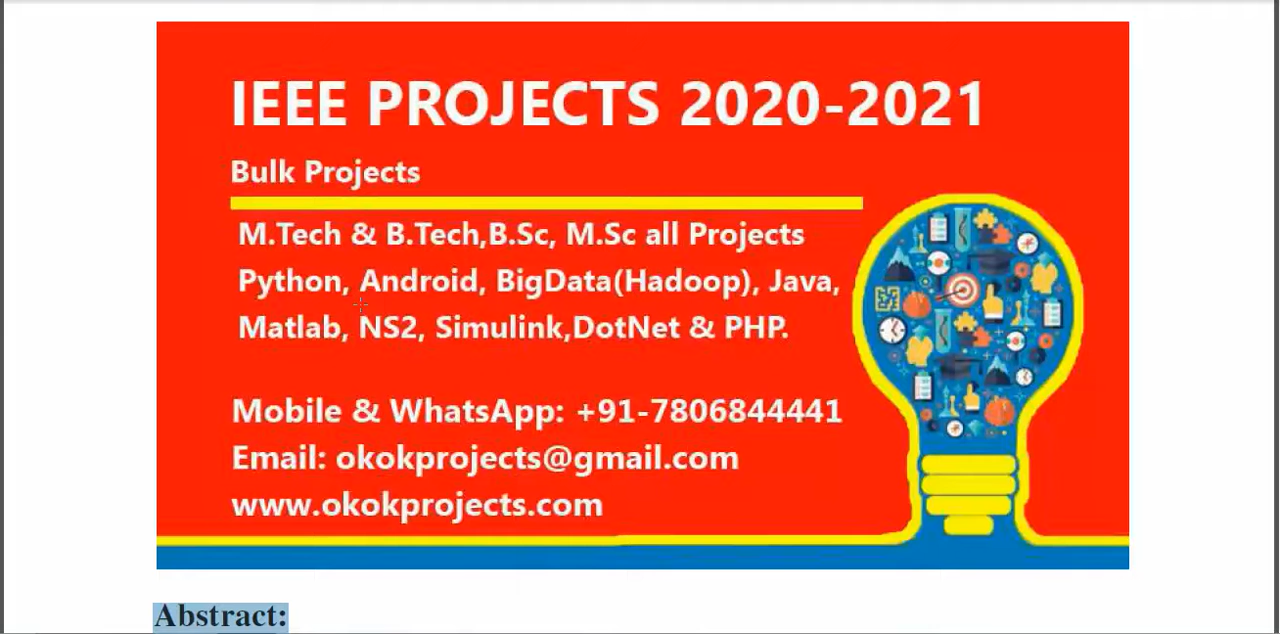 IEEE PROJECTS 2020-2021
Bulk Projects
M.Tech & B.Tech,B.Sc, M.Sc all Projects
Python, Android, BigData(Hadoop), Java,
Matlab, NS2, Simulink,DotNet & PHP.
Mobile & WhatsApp: +91-7806844441
Email: okokprojects@gmail.com
www.okokprojects.com
Abstract: